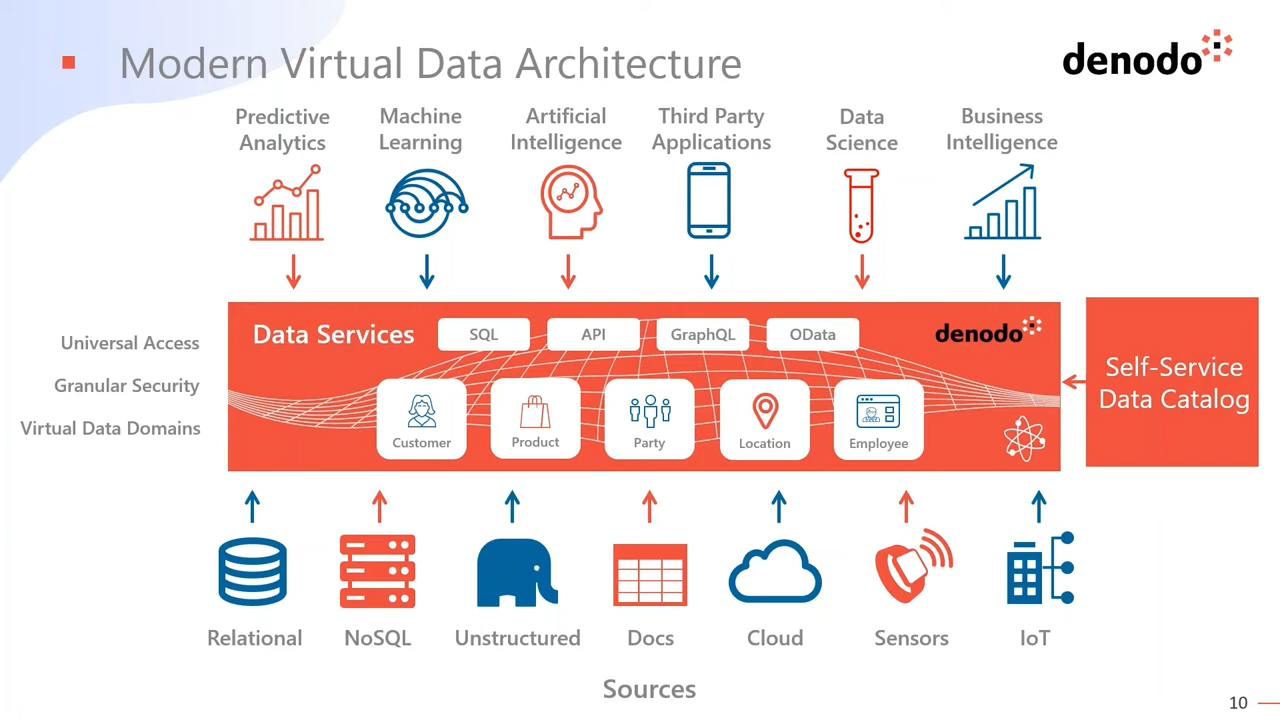 Modern Virtual Data Architecture
denodo
Predictive
Analytics
Machine
Learning
Artificial
Intelligence
Third Party
Applications
Data
Science
Business
Intelligence
Universal Access
Granular Security
Virtual Data Domains
Data Services
SQL
API
GraphQL
OData
denodo
Customer
Product
Party
Location
Employee
Self-Service
Data Catalog
Relational
NoSQL
Unstructured
Docs
Cloud
Sensors
IoT
Sources
10